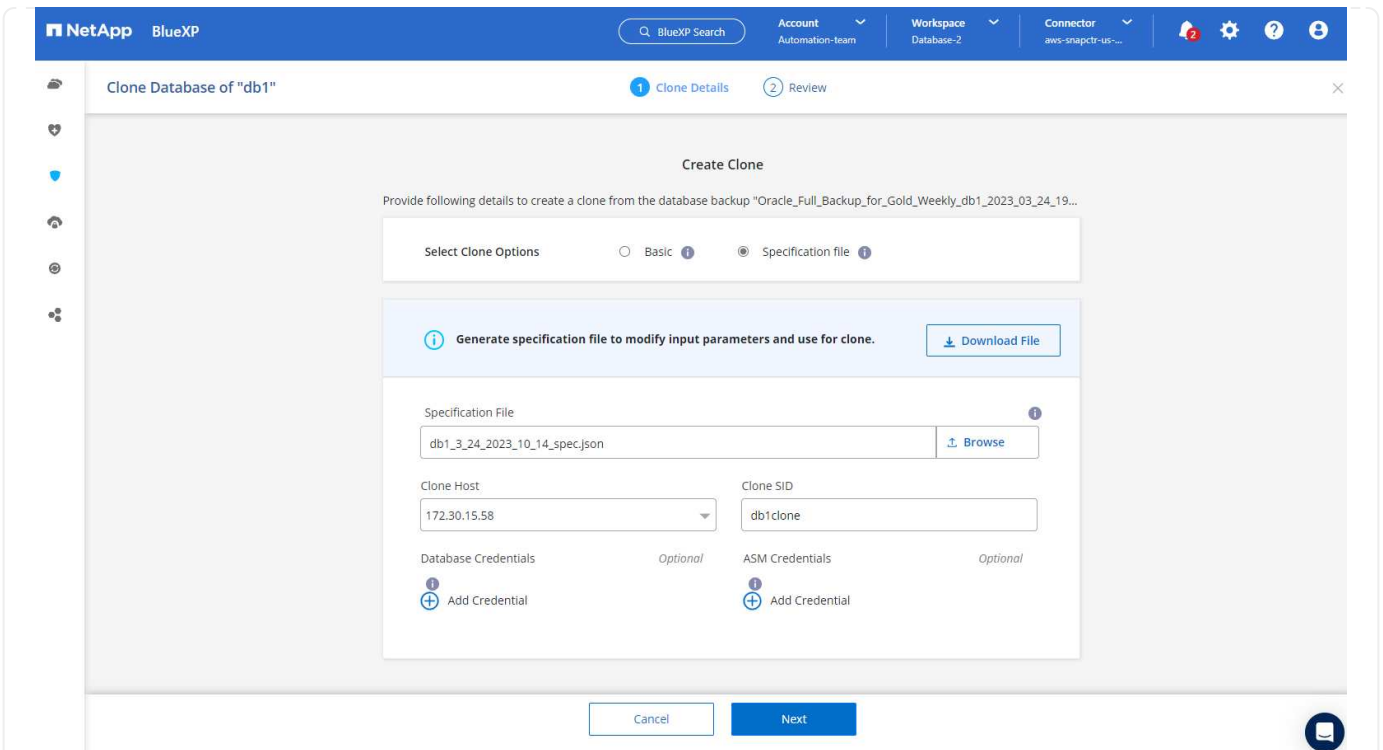 NetApp BlueXP BlueXP Search Account Workspace Connector 2
Automation-team Database-2 aws-snapctr-us-...
Clone Database of "db1" 1 Clone Details 2 Review
Create Clone
Provide following details to create a clone from the database backup "Oracle_Full_Backup_for_Gold_Weekly_db1_2023_03_24_19...
Select Clone Options Basic Specification file
Generate specification file to modify input parameters and use for clone. Download File
Specification File
db1_3_24_2023_10_14_spec.json Browse
Clone Host Clone SID
172.30.15.58 db1clone
Database Credentials Optional ASM Credentials Optional
Add Credential Add Credential
Cancel Next